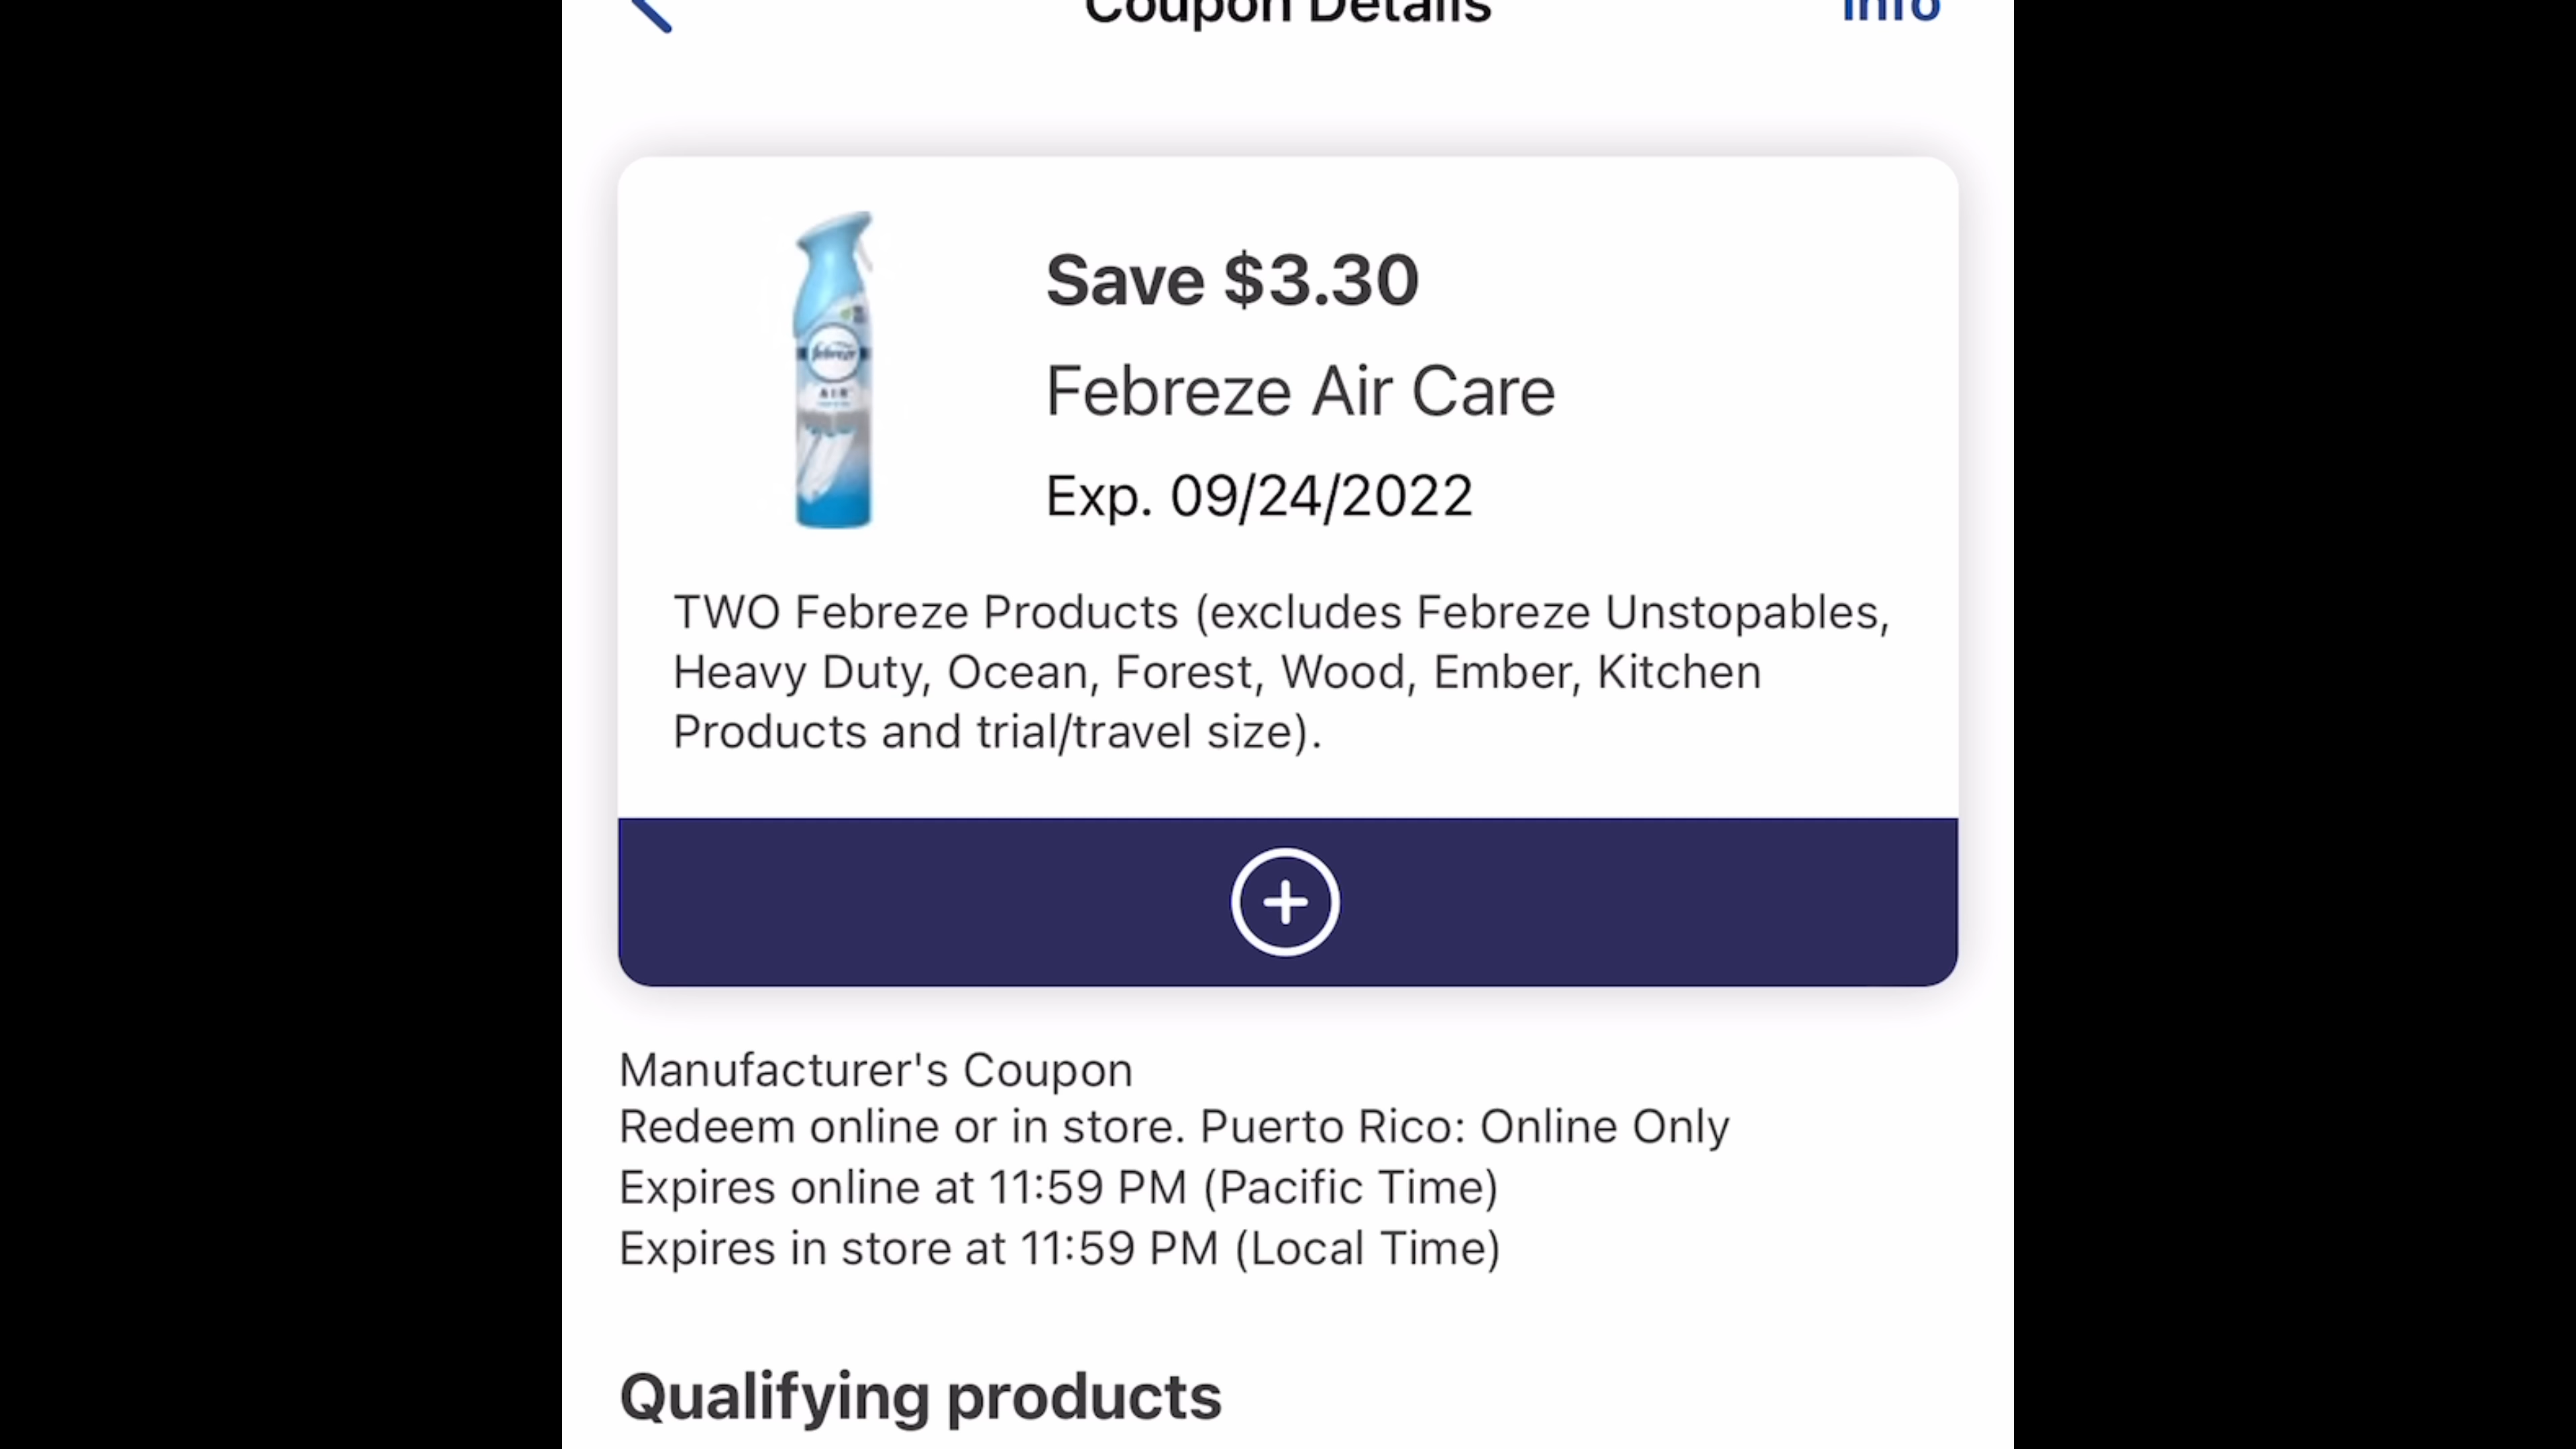 Coupon Details
Info
Save $3.30
Febreze Air Care
Exp. 09/24/2022
febreze
AIR
TWO Febreze Products (excludes Febreze Unstopables,
Heavy Duty, Ocean, Forest, Wood, Ember, Kitchen
Products and trial/travel size).
Manufacturer's Coupon
Redeem online or in store. Puerto Rico: Online Only
Expires online at 11:59 PM (Pacific Time)
Expires in store at 11:59 PM (Local Time)
Qualifying products